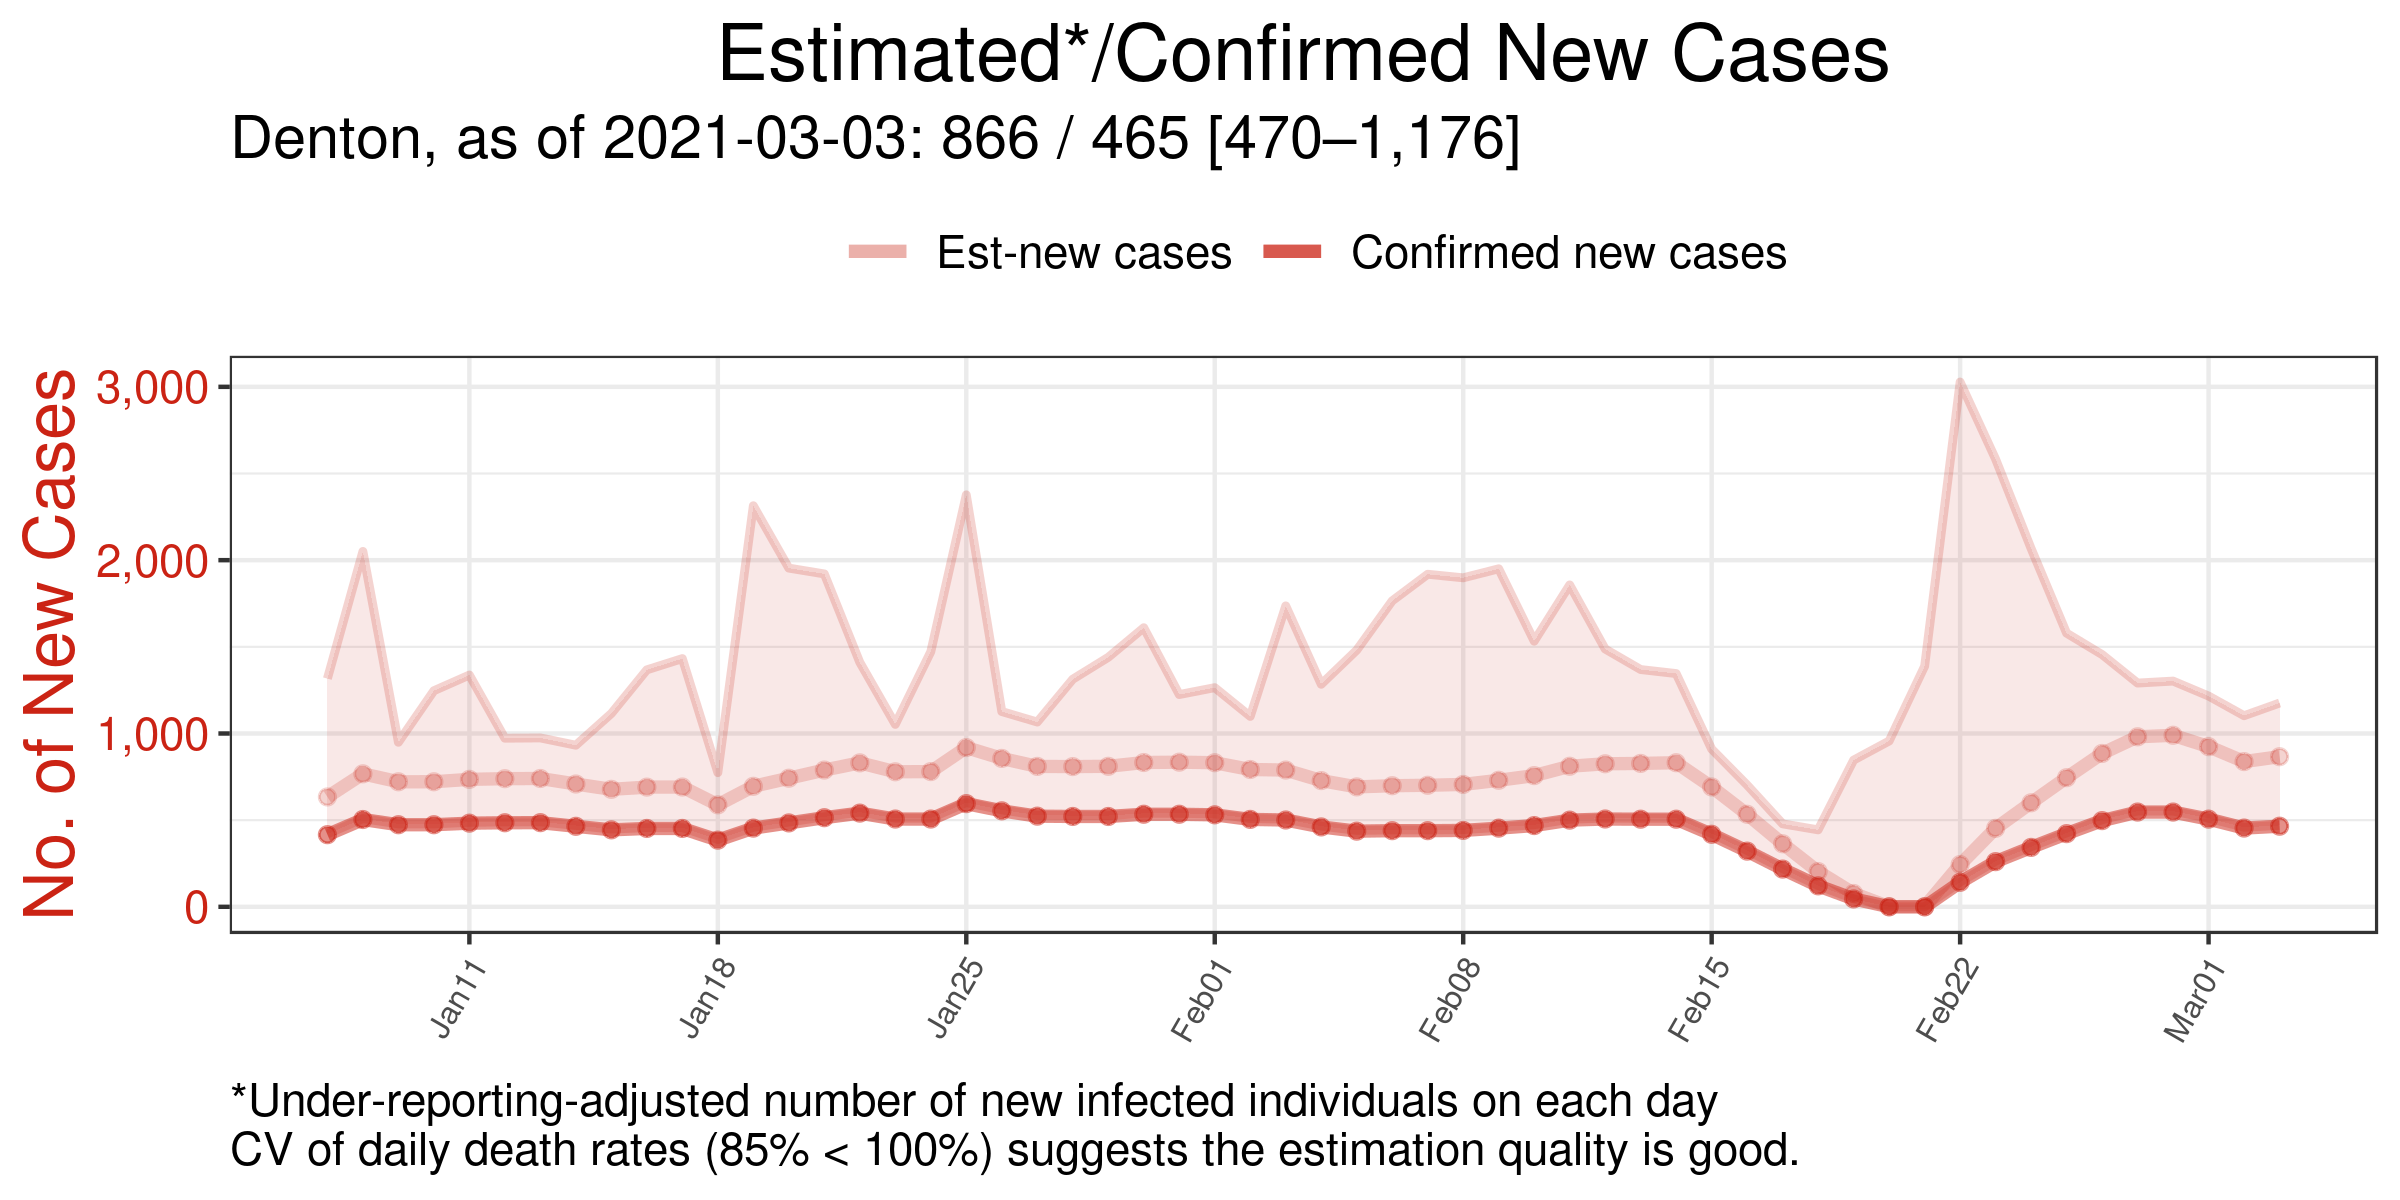 Estimated*/Confirmed New Cases
Denton, as of 2021-03-03: 866 / 465 [470–1,176]
Est-new cases Confirmed new cases
No. of New Cases
3,000
2,000
1,000
0
Jan11 Jan18 Jan25 Feb01 Feb08 Feb15 Feb22 Mar01
*Under-reporting-adjusted number of new infected individuals on each day
CV of daily death rates (85% < 100%) suggests the estimation quality is good.